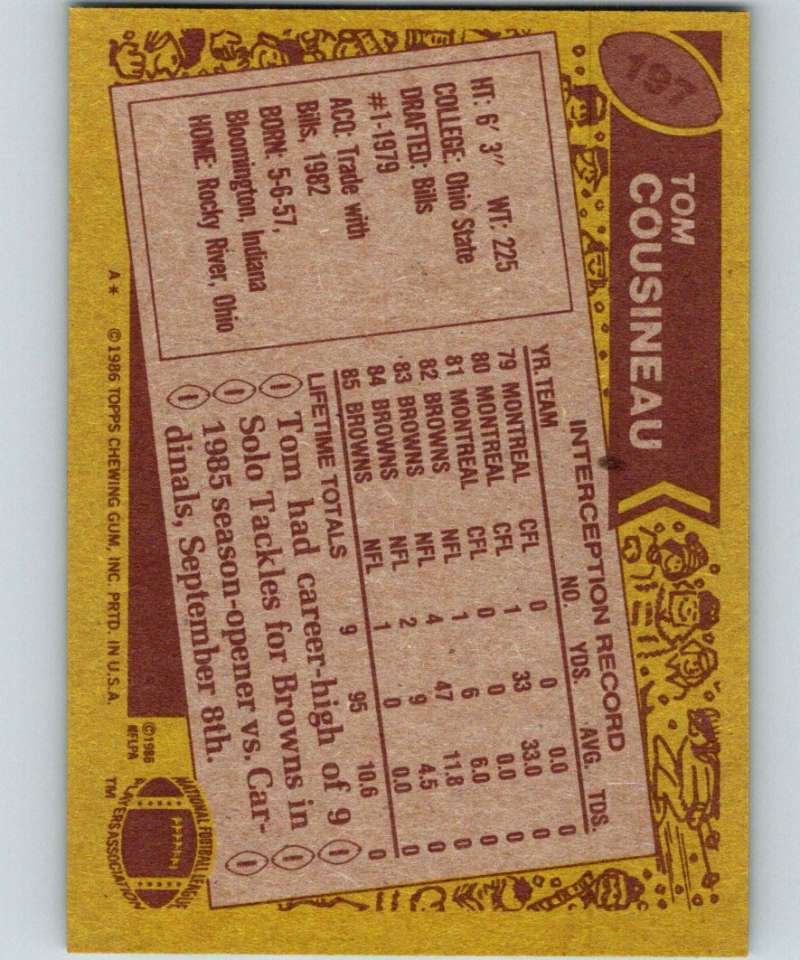 197
TOM
COUSINEAU
HT: 6' 3" WT: 225
COLLEGE: Ohio State
DRAFTED: Bills
#1-1979
ACQ: Trade with
Bills, 1982
BORN: 5-6-57,
Bloomington, Indiana
HOME: Rocky River, Ohio
INTERCEPTION RECORD
YR. TEAM NO. YDS. AVG. TDS.
79 MONTREAL CFL 0 0 0.0 0
80 MONTREAL CFL 1 33 33.0 0
81 MONTREAL CFL 0 0 0.0 0
82 BROWNS NFL 1 6 6.0 0
83 BROWNS NFL 4 47 11.8 0
84 BROWNS NFL 2 9 4.5 0
85 BROWNS NFL 1 0 0.0 0
LIFETIME TOTALS 9 95 10.6 0
Tom had career-high of 9
Solo Tackles for Browns in
1985 season-opener vs. Car-
dinals, September 8th.
A* ©1986 TOPPS CHEWING GUM, INC. PRTD. IN U.S.A.
©1986
NFLPA
NATIONAL FOOTBALL LEAGUE
PLAYERS ASSOCIATION
TM